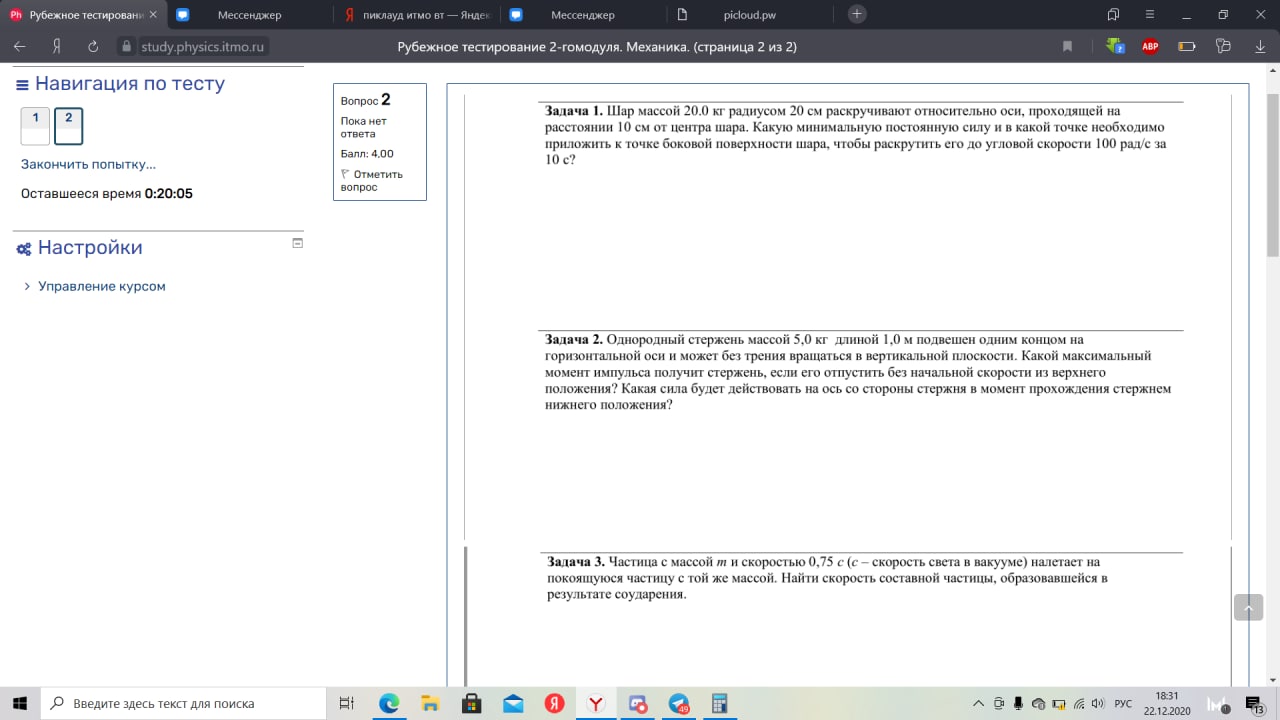 Рубежное тестировани
Мессенджер
пиклауд итмо вт — Яндек
Мессенджер
picloud.pw
study.physics.itmo.ru
Рубежное тестирование 2-гомодуля. Механика. (страница 2 из 2)
ABP
Навигация по тесту
1
2
Закончить попытку...
Оставшееся время 0:20:05
Настройки
Управление курсом
Вопрос 2
Пока нет
ответа
Балл: 4,00
Отметить
вопрос
Задача 1. Шар массой 20.0 кг радиусом 20 см раскручивают относительно оси, проходящей на
расстоянии 10 см от центра шара. Какую минимальную постоянную силу и в какой точке необходимо
приложить к точке боковой поверхности шара, чтобы раскрутить его до угловой скорости 100 рад/с за
10 с?
Задача 2. Однородный стержень массой 5,0 кг длиной 1,0 м подвешен одним концом на
горизонтальной оси и может без трения вращаться в вертикальной плоскости. Какой максимальный
момент импульса получит стержень, если его отпустить без начальной скорости из верхнего
положения? Какая сила будет действовать на ось со стороны стержня в момент прохождения стержнем
нижнего положения?
Задача 3. Частица с массой m и скоростью 0,75 c (c – скорость света в вакууме) налетает на
покоящуюся частицу с той же массой. Найти скорость составной частицы, образовавшейся в
результате соударения.
Введите здесь текст для поиска
49
РУС
18:31
22.12.2020
13